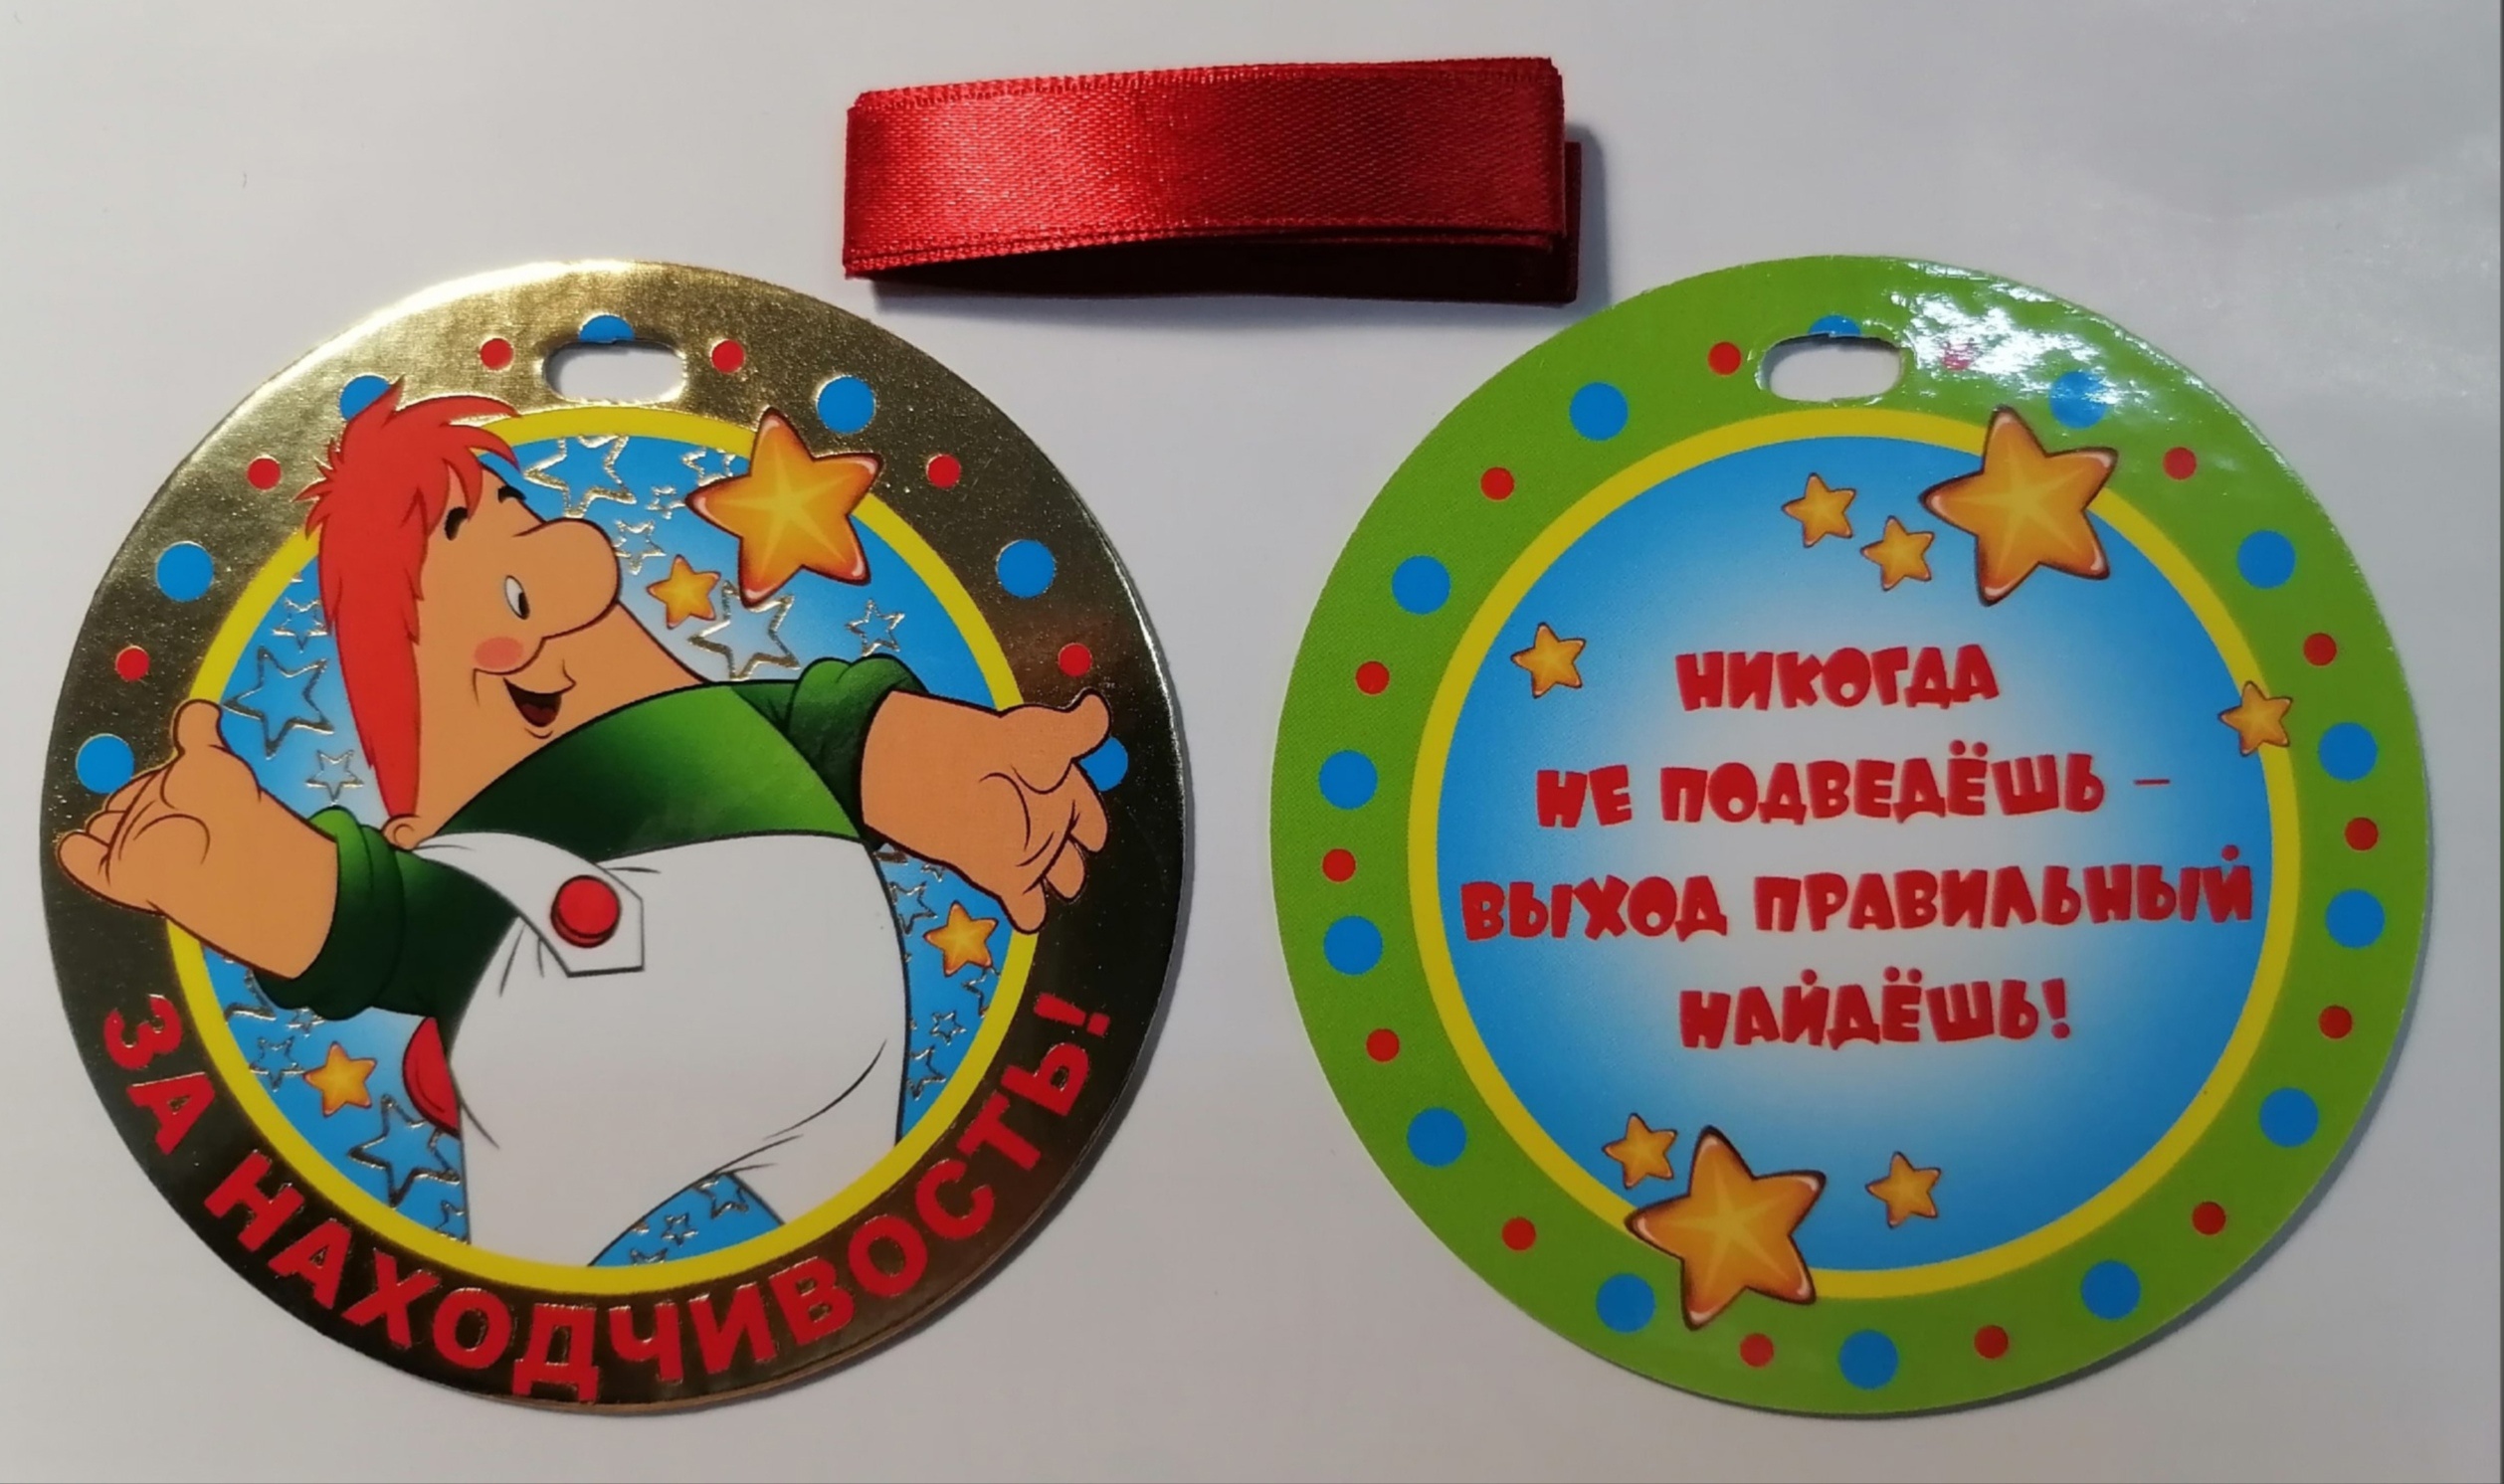 ЗА НАХОДЧИВОСТЬ!
НИКОГДА
НЕ ПОДВЕДЁШЬ –
ВЫХОД ПРАВИЛЬНЫЙ
НАЙДЁШЬ!